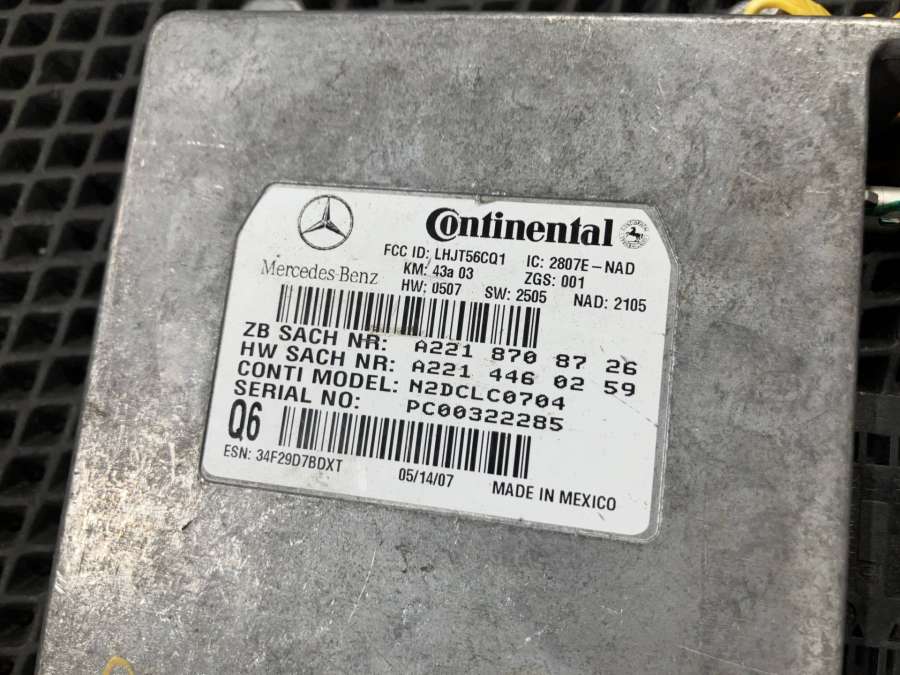 Continental
Mercedes-Benz
FCC ID: LHJT56CQ1 IC: 2807E-NAD
KM: 43a 03 ZGS: 001
HW: 0507 SW: 2505 NAD: 2105
ZB SACH NR: A221 870 87 26
HW SACH NR: A221 446 02 59
CONTI MODEL: N2DCLC0704
SERIAL NO: PC00322285
Q6
ESN: 34F29D7BDXT 05/14/07 MADE IN MEXICO